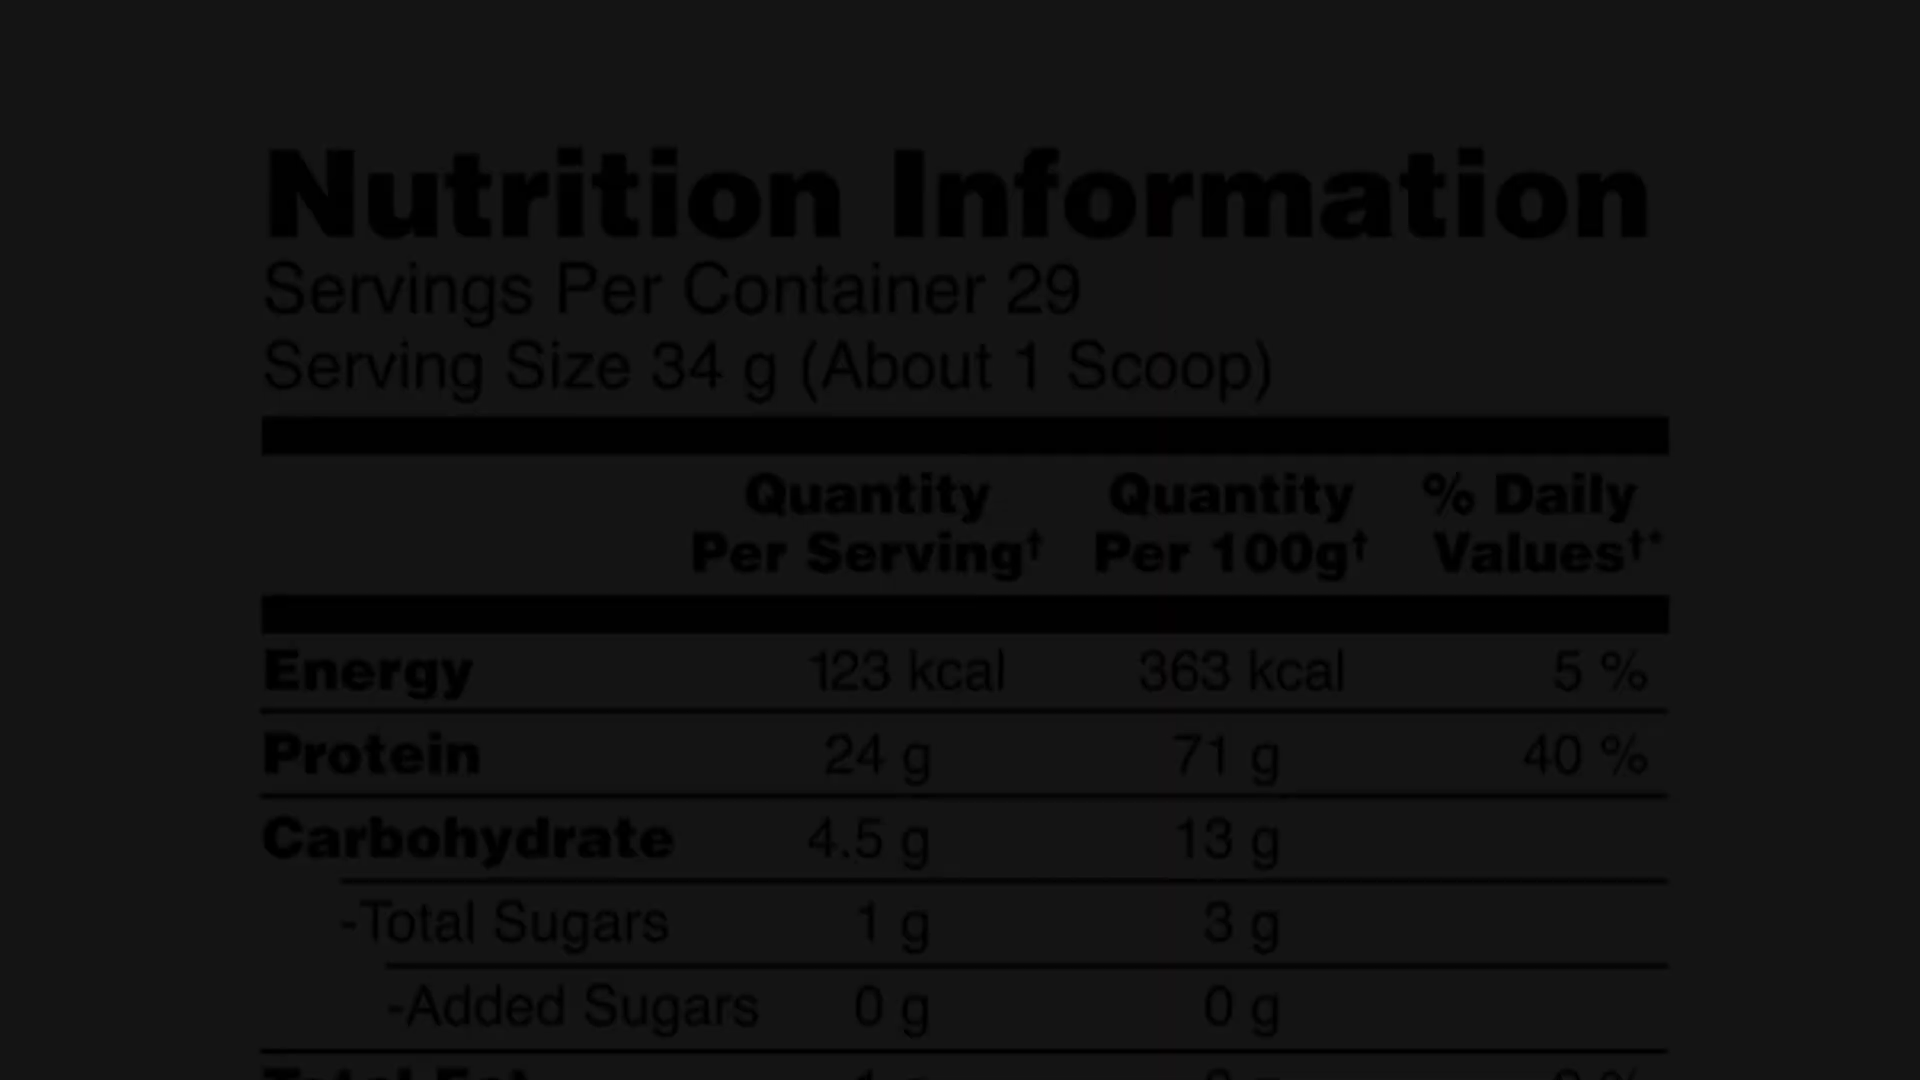 Nutrition Information
Servings Per Container 29
Serving Size 34 g (About 1 Scoop)
Quantity Per Serving† Quantity Per 100g† % Daily Values†*
Energy 123 kcal 363 kcal 5 %
Protein 24 g 71 g 40 %
Carbohydrate 4.5 g 13 g
-Total Sugars 1 g 3 g
-Added Sugars 0 g 0 g